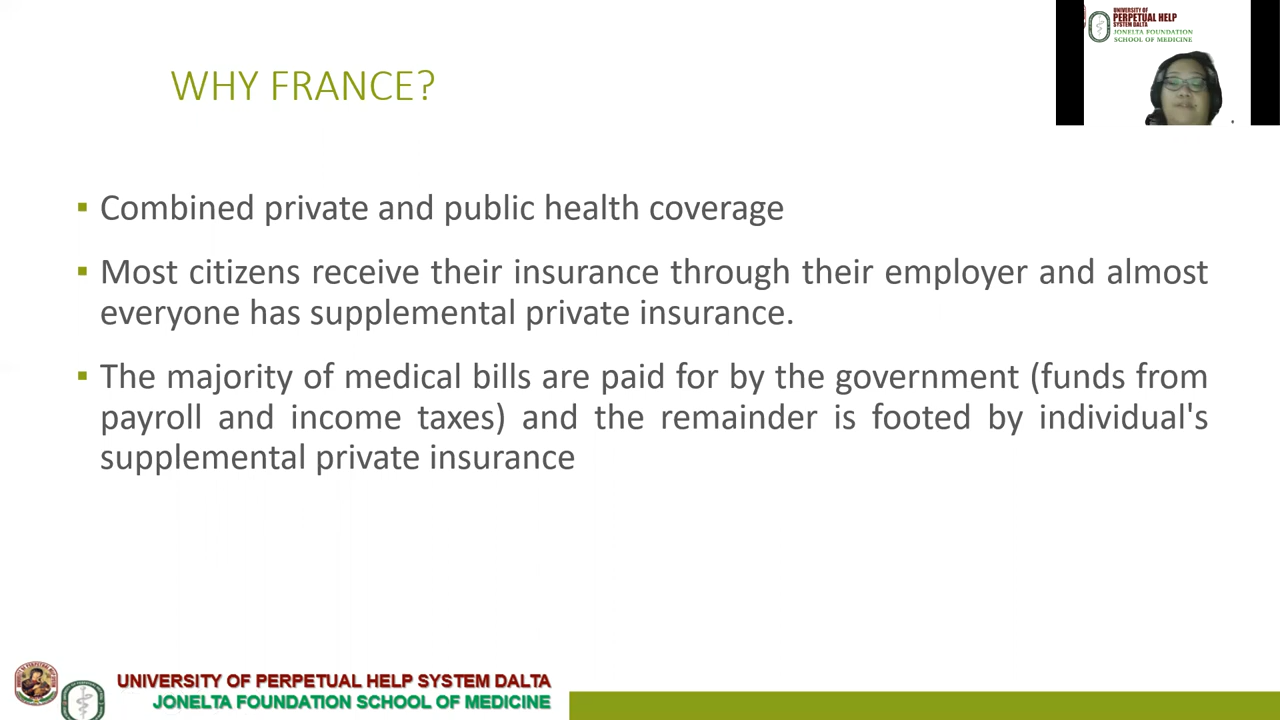 UNIVERSITY OF
PERPETUAL HELP
SYSTEM DALTA
JONELTA FOUNDATION
SCHOOL OF MEDICINE
WHY FRANCE?
▪ Combined private and public health coverage
▪ Most citizens receive their insurance through their employer and almost
everyone has supplemental private insurance.
▪ The majority of medical bills are paid for by the government (funds from
payroll and income taxes) and the remainder is footed by individual's
supplemental private insurance
UNIVERSITY OF PERPETUAL HELP SYSTEM DALTA
JONELTA FOUNDATION SCHOOL OF MEDICINE